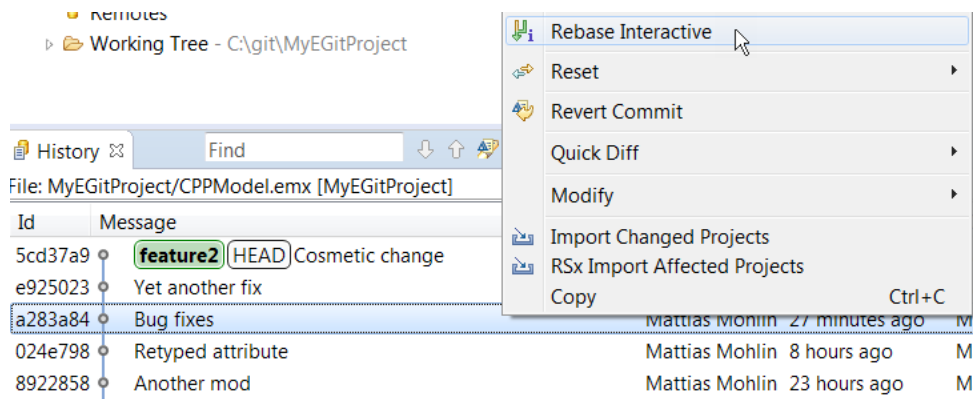 Remotes
Working Tree - C:\git\MyEGitProject
Rebase Interactive
Reset
Revert Commit
Quick Diff
Modify
Import Changed Projects
RSx Import Affected Projects
Copy Ctrl+C
History
Find
File: MyEGitProject/CPPModel.emx [MyEGitProject]
Id Message
5cd37a9 feature2 HEAD Cosmetic change
e925023 Yet another fix
a283a84 Bug fixes Mattias Mohlin 27 minutes ago M
024e798 Retyped attribute Mattias Mohlin 8 hours ago M
8922858 Another mod Mattias Mohlin 23 hours ago M